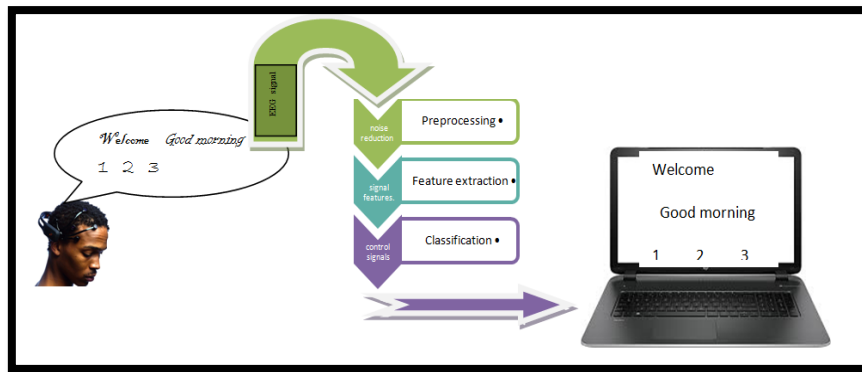 Welcome Good morning
1 2 3
EEG signal
noise
reduction
Preprocessing •
signal
features.
Feature extraction •
control
signals
Classification •
Welcome
Good morning
1 2 3